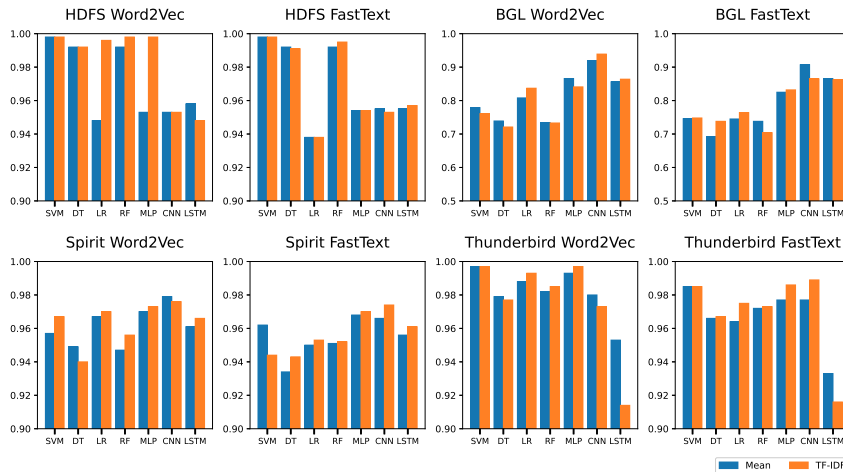 HDFS Word2Vec HDFS FastText BGL Word2Vec BGL FastText
1.00 1.00 1.0 1.0
0.98 0.98 0.9 0.9
0.96 0.96 0.8 0.8
0.94 0.94 0.7 0.7
0.92 0.92 0.6 0.6
0.90 0.90 0.5 0.5
SVM DT LR RF MLP CNN LSTM SVM DT LR RF MLP CNN LSTM SVM DT LR RF MLP CNN LSTM SVM DT LR RF MLP CNN LSTM
Spirit Word2Vec Spirit FastText Thunderbird Word2Vec Thunderbird FastText
1.00 1.00 1.00 1.00
0.98 0.98 0.98 0.98
0.96 0.96 0.96 0.96
0.94 0.94 0.94 0.94
0.92 0.92 0.92 0.92
0.90 0.90 0.90 0.90
SVM DT LR RF MLP CNN LSTM SVM DT LR RF MLP CNN LSTM SVM DT LR RF MLP CNN LSTM SVM DT LR RF MLP CNN LSTM
Mean TF-IDF